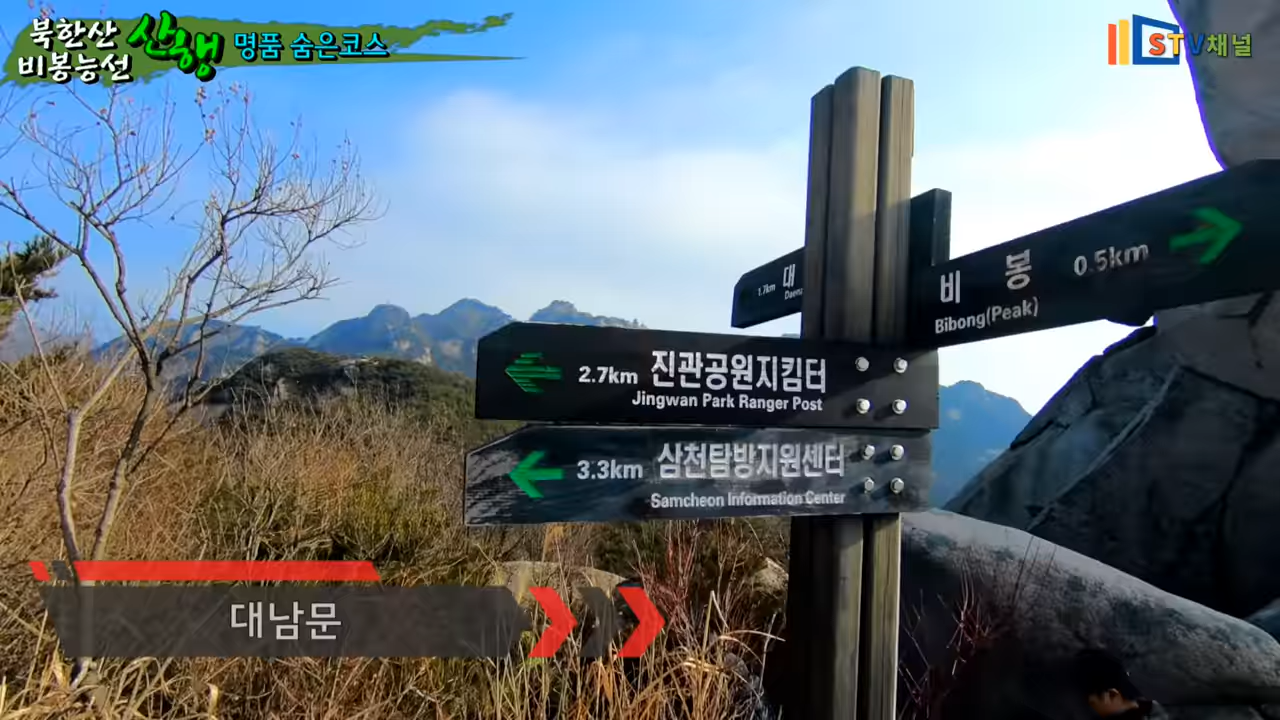 북한산 산행 명품 숨은코스
비봉능선
STV채널
1.7km 대
비 봉 0.5km
Bibong(Peak)
2.7km 진관공원지킴터
Jingwan Park Ranger Post
3.3km 삼천탐방지원센터
Samcheon Information Center
대남문